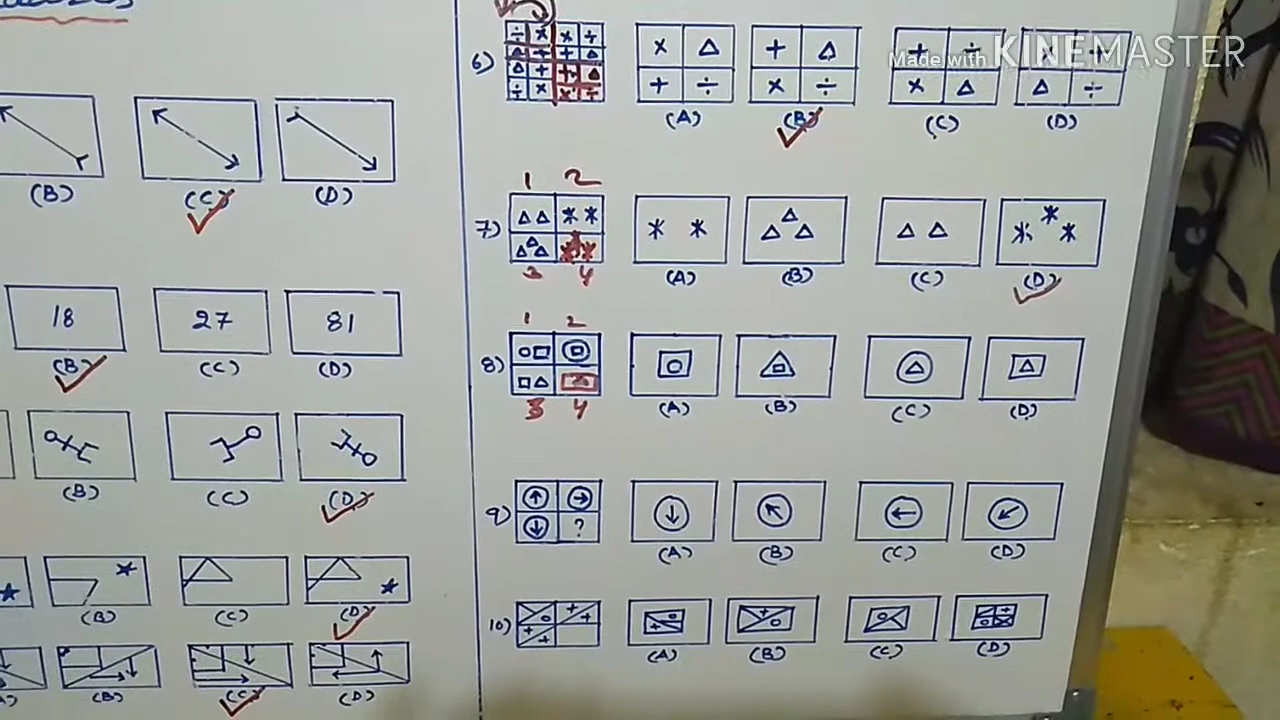 Made with KINEMASTER
6)
÷ × × ÷
△ + + △
△ + + △
÷ × × ÷
× △
+ ÷
(A)
+ △
× ÷
(B)
+ ÷
× △
(C)
× +
△ ÷
(D)
(B)
(C)
(D)
1 2
7)
3 4
(A)
(B)
(C)
(D)
18
(B)
27
(C)
81
(D)
1 2
8)
3 4
(A)
(B)
(C)
(D)
(B)
(C)
(D)
9)
?
(A)
(B)
(C)
(D)
(B)
(C)
(D)
10)
(A)
(B)
(C)
(D)
(A)
(B)
(C)
(D)